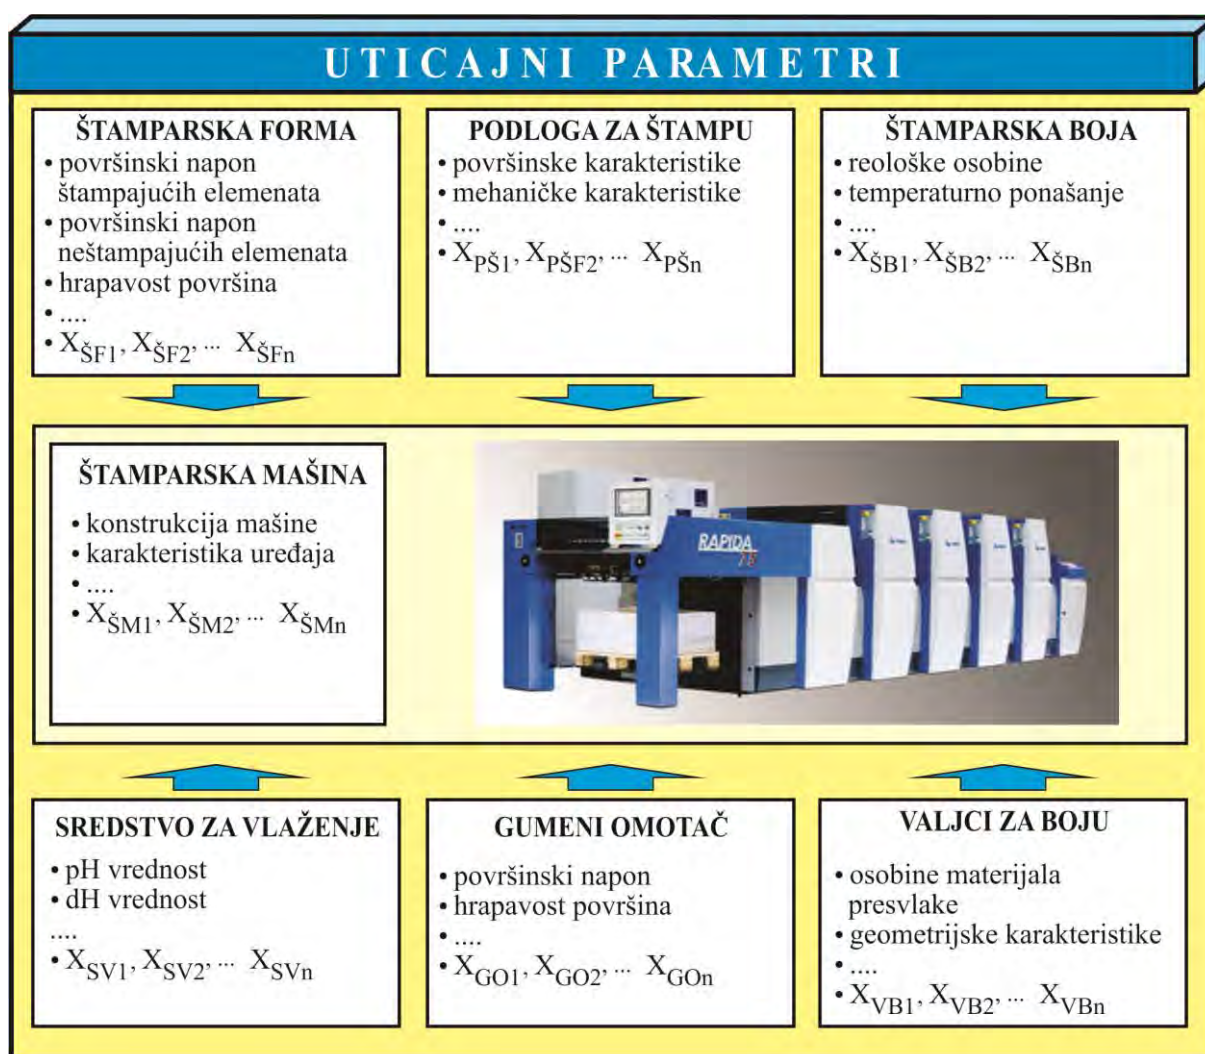 UTICAJNI PARAMETRI
ŠTAMPARSKA FORMA
• površinski napon
štampajućih elemenata
• površinski napon
neštampajućih elemenata
• hrapavost površina
• ....
• XŠF1, XŠF2, ... XŠFn
PODLOGA ZA ŠTAMPU
• površinske karakteristike
• mehaničke karakteristike
• ....
• XPŠ1, XPŠF2, ... XPŠn
ŠTAMPARSKA BOJA
• reološke osobine
• temperaturno ponašanje
• ....
• XŠB1, XŠB2, ... XŠBn
ŠTAMPARSKA MAŠINA
• konstrukcija mašine
• karakteristika uređaja
• ....
• XŠM1, XŠM2, ... XŠMn
RAPIDA
75
SREDSTVO ZA VLAŽENJE
• pH vrednost
• dH vrednost
....
• XSV1, XSV2, ... XSVn
GUMENI OMOTAČ
• površinski napon
• hrapavost površina
• ....
• XGO1, XGO2, ... XGOn
VALJCI ZA BOJU
• osobine materijala
presvlake
• geometrijske karakteristike
• ....
• XVB1, XVB2, ... XVBn